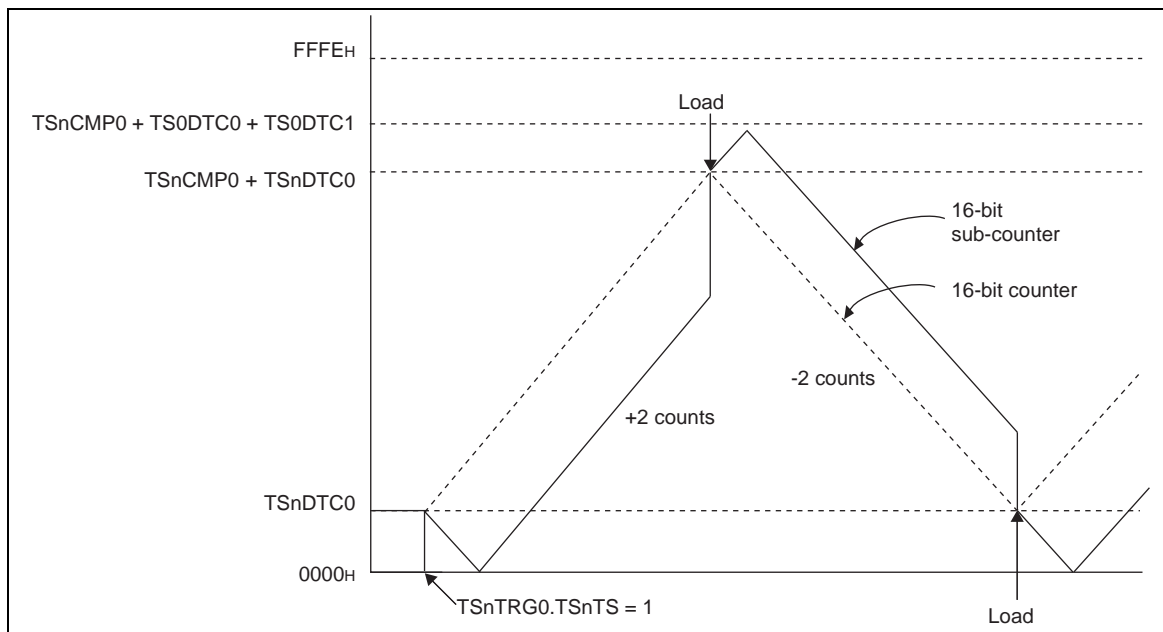 FFFEH
Load
TSnCMP0 + TS0DTC0 + TS0DTC1
TSnCMP0 + TSnDTC0
16-bit
sub-counter
16-bit counter
-2 counts
+2 counts
TSnDTC0
0000H
TSnTRG0.TSnTS = 1
Load